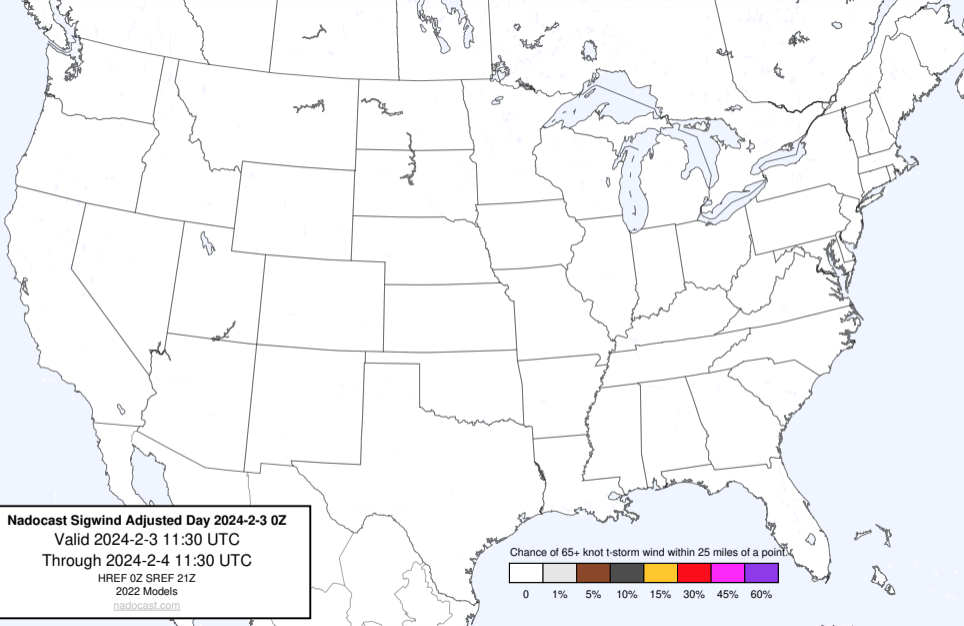 Nadocast Sigwind Adjusted Day 2024-2-3 0Z
Valid 2024-2-3 11:30 UTC
Through 2024-2-4 11:30 UTC
HREF 0Z SREF 21Z
2022 Models
nadocast.com
Chance of 65+ knot t-storm wind within 25 miles of a point.
0 1% 5% 10% 15% 30% 45% 60%